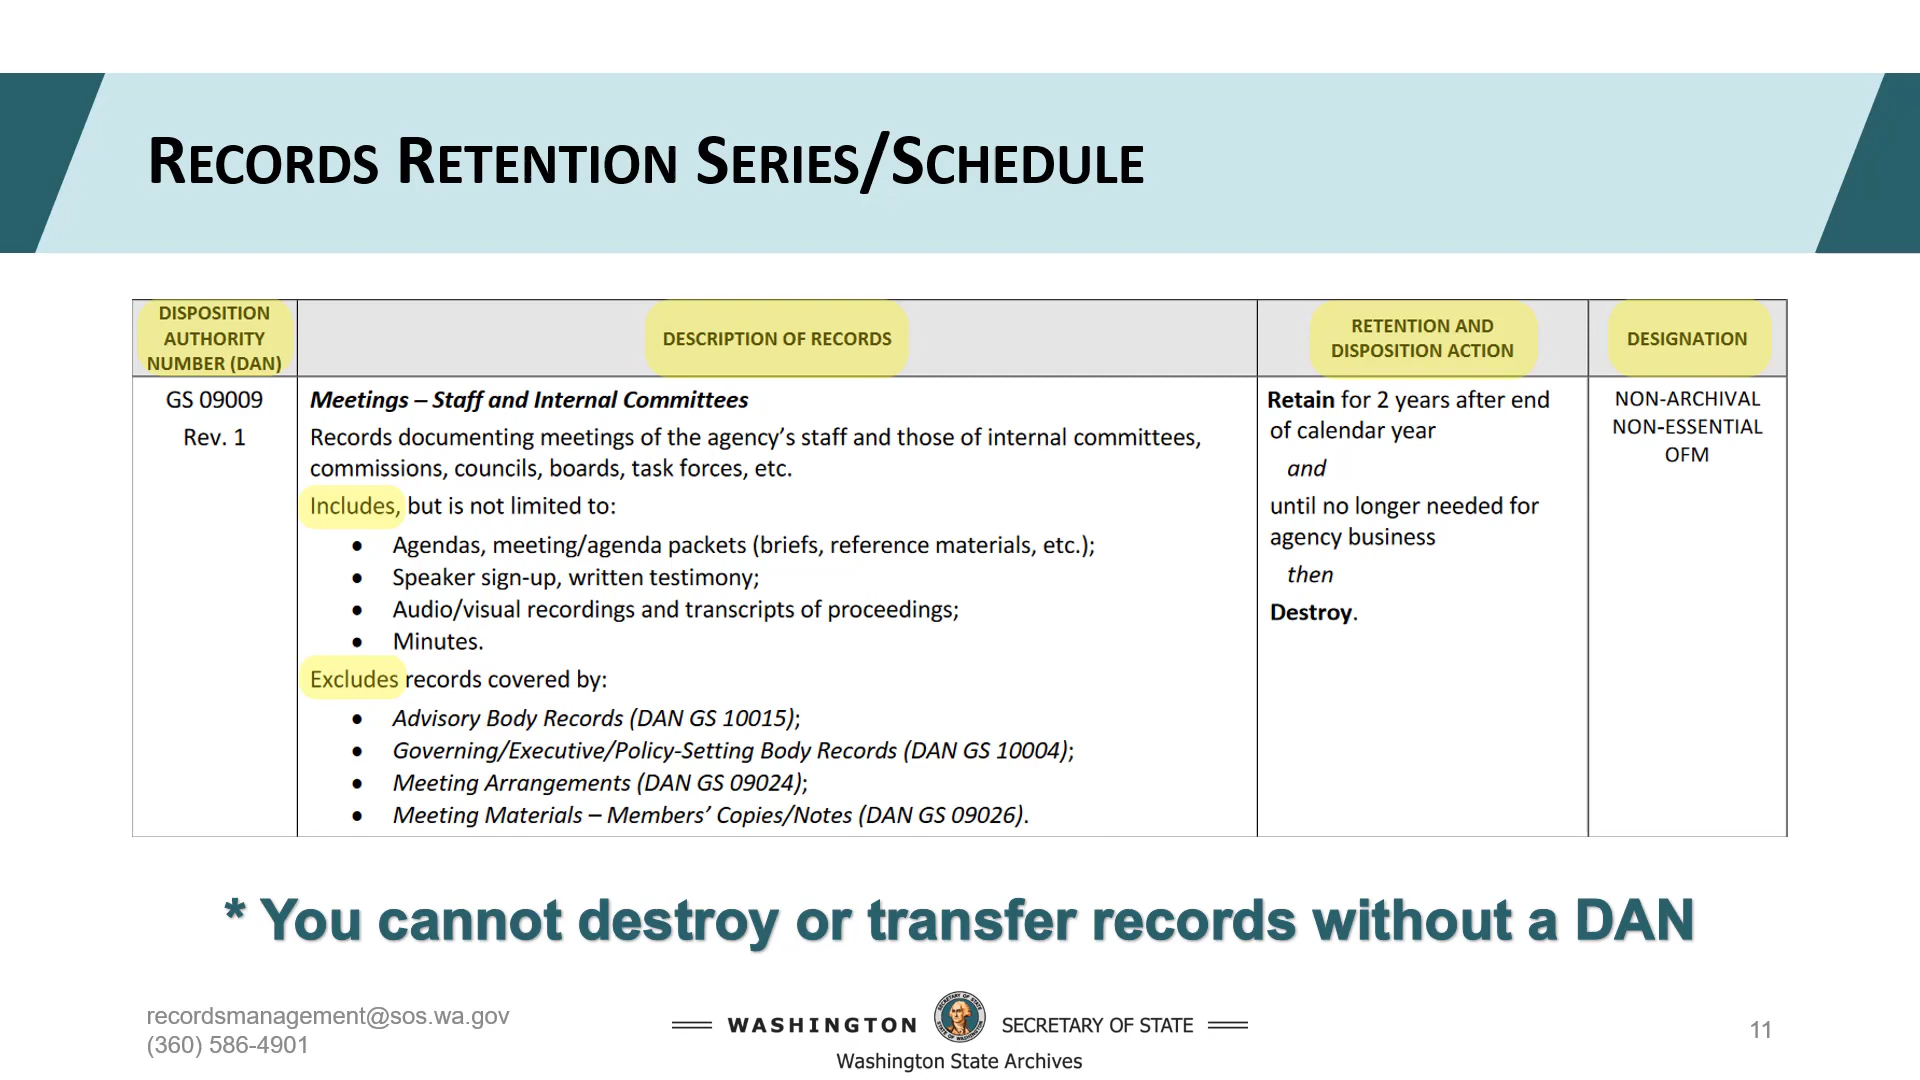 RECORDS RETENTION SERIES/SCHEDULE
DISPOSITION
AUTHORITY
NUMBER (DAN)
DESCRIPTION OF RECORDS
RETENTION AND
DISPOSITION ACTION
DESIGNATION
GS 09009
Rev. 1
Meetings – Staff and Internal Committees
Records documenting meetings of the agency’s staff and those of internal committees,
commissions, councils, boards, task forces, etc.
Includes, but is not limited to:
• Agendas, meeting/agenda packets (briefs, reference materials, etc.);
• Speaker sign-up, written testimony;
• Audio/visual recordings and transcripts of proceedings;
• Minutes.
Excludes records covered by:
• Advisory Body Records (DAN GS 10015);
• Governing/Executive/Policy-Setting Body Records (DAN GS 10004);
• Meeting Arrangements (DAN GS 09024);
• Meeting Materials – Members’ Copies/Notes (DAN GS 09026).
Retain for 2 years after end
of calendar year
and
until no longer needed for
agency business
then
Destroy.
NON-ARCHIVAL
NON-ESSENTIAL
OFM
* You cannot destroy or transfer records without a DAN
recordsmanagement@sos.wa.gov
(360) 586-4901
WASHINGTON SECRETARY OF STATE
Washington State Archives
11